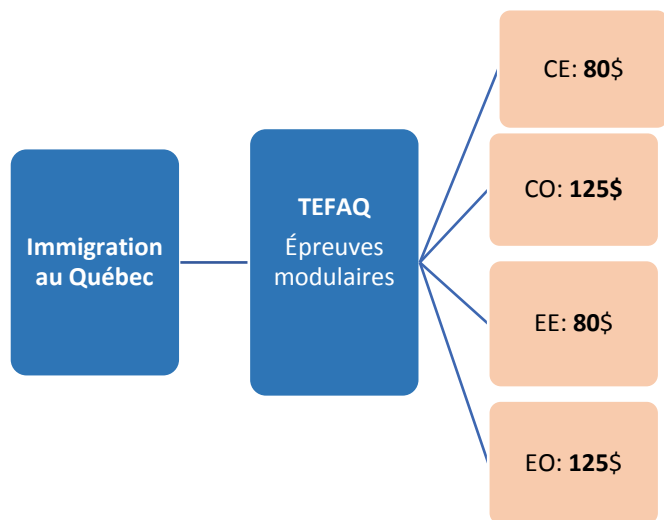 Immigration
au Québec
TEFAQ
Épreuves
modulaires
CE: 80$
CO: 125$
EE: 80$
EO: 125$